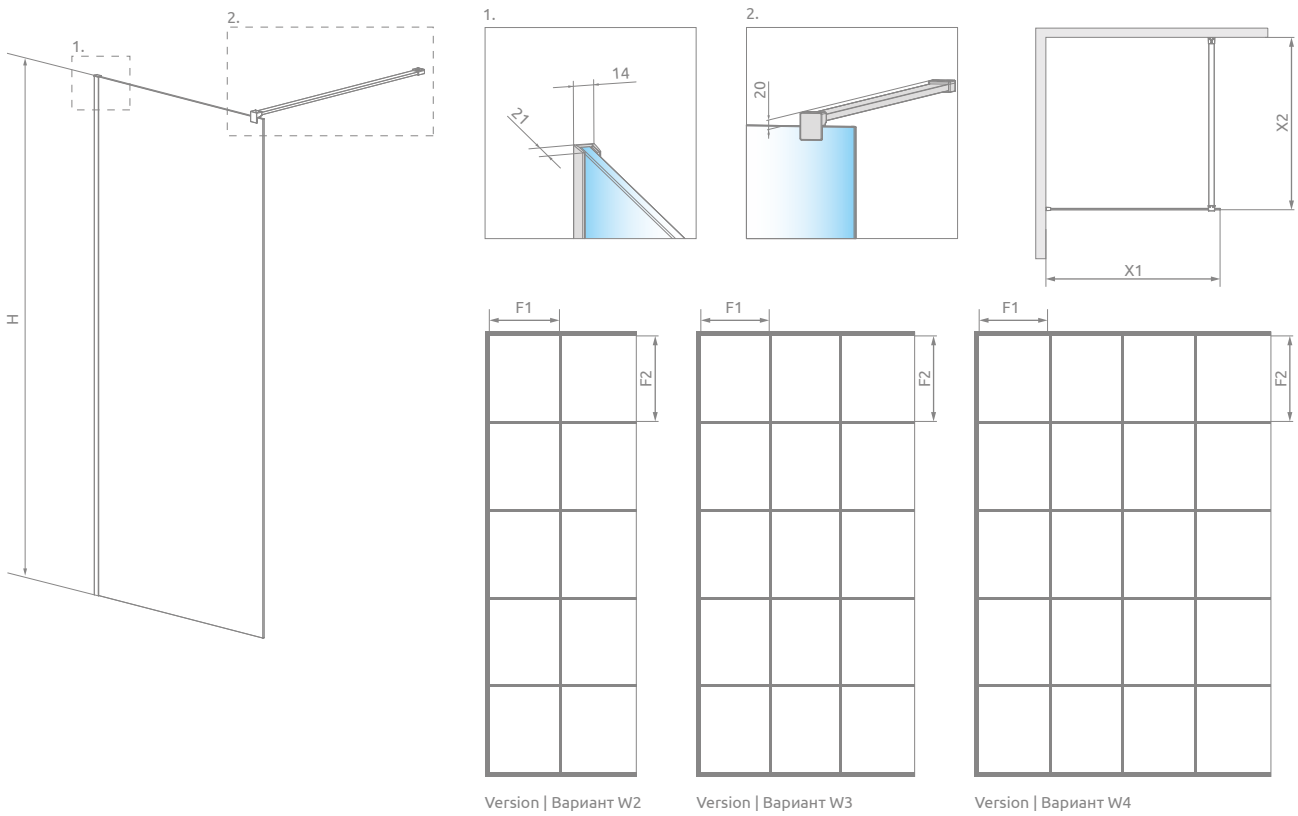 1.
2.
H
1.
14
21
2.
20
X2
X1
F1
F2
F1
F2
F1
F2
Version | Вариант W2
Version | Вариант W3
Version | Вариант W4